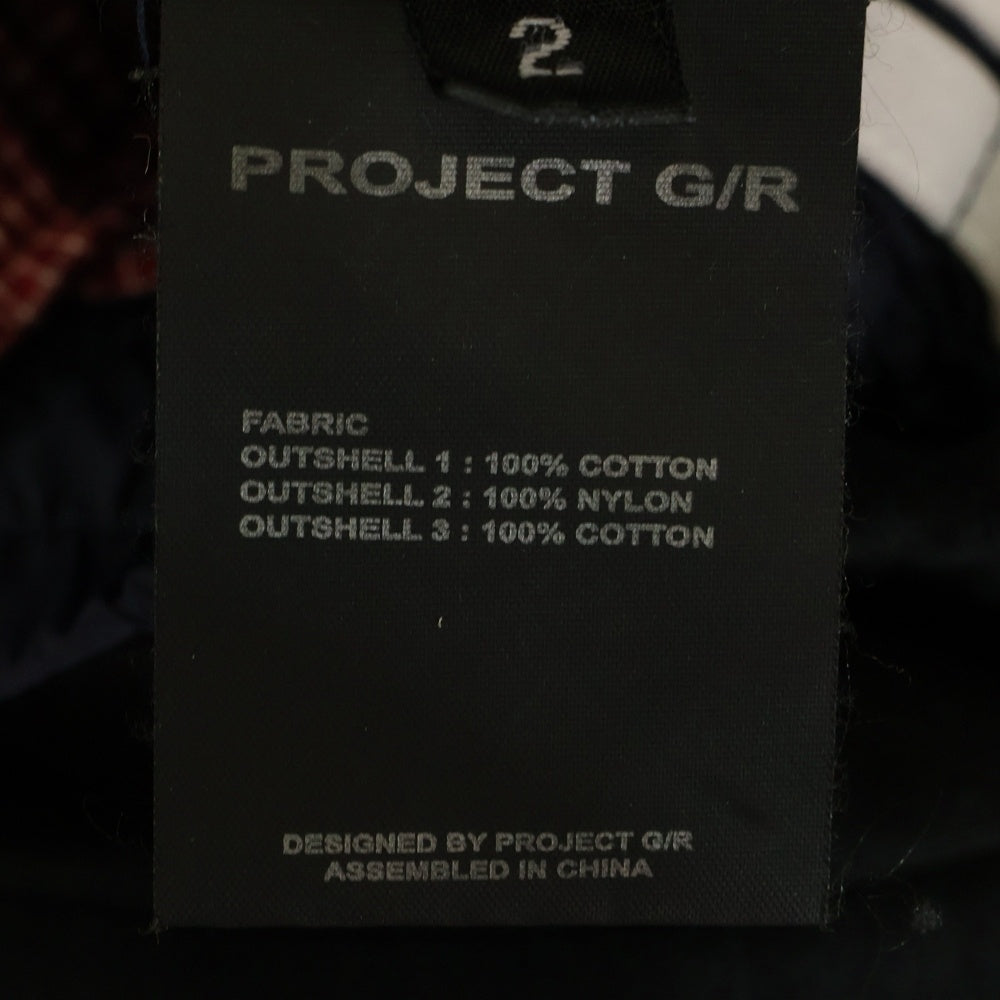 2
PROJECT G/R
FABRIC
OUTSHELL 1 : 100% COTTON
OUTSHELL 2 : 100% NYLON
OUTSHELL 3 : 100% COTTON
DESIGNED BY PROJECT G/R
ASSEMBLED IN CHINA